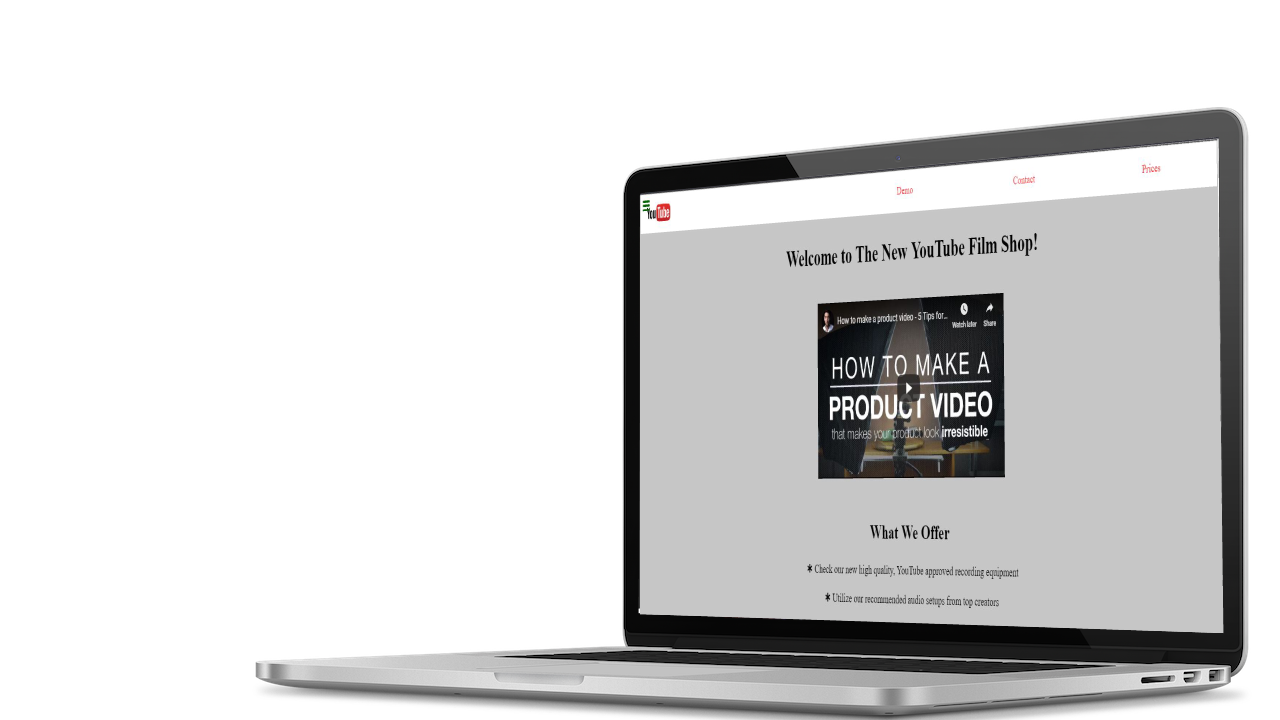 YouTube
Demo
Contact
Prices
Welcome to The New YouTube Film Shop!
How to make a product video - 5 Tips for...
Watch later
Share
HOW TO MAKE A
PRODUCT VIDEO
that makes your product look irresistible
What We Offer
✶ Check our new high quality, YouTube approved recording equipment
✶ Utilize our recommended audio setups from top creators